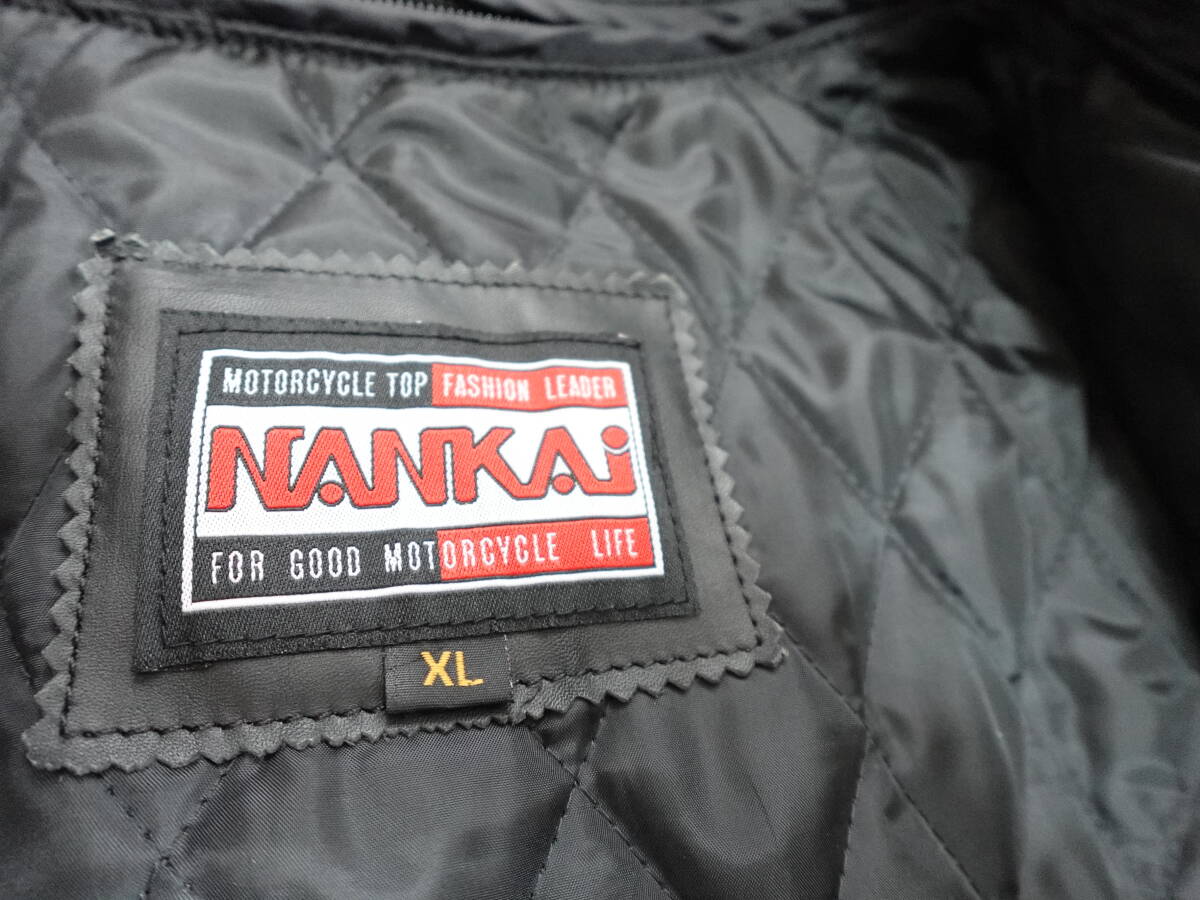 MOTORCYCLE TOP FASHION LEADER
NANKAi
FOR GOOD MOTORCYCLE LIFE
XL